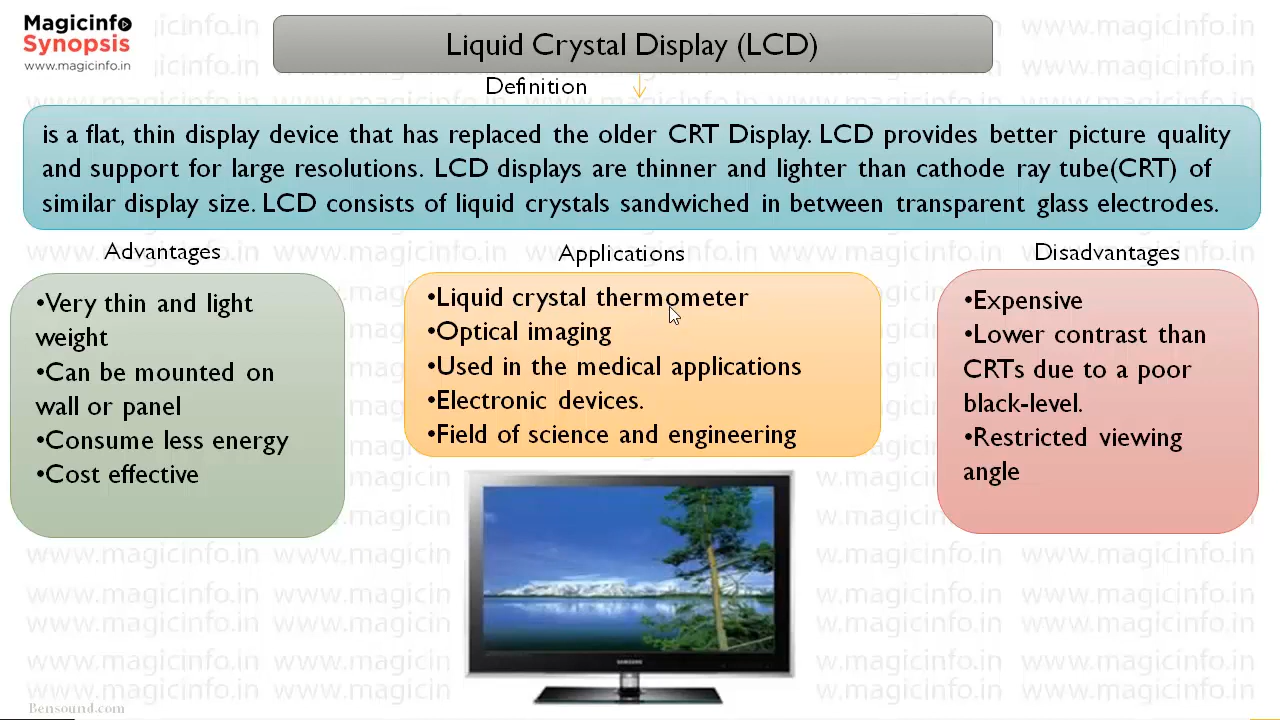 Magicinfo
Synopsis
www.magicinfo.in
Liquid Crystal Display (LCD)
Definition
is a flat, thin display device that has replaced the older CRT Display. LCD provides better picture quality
and support for large resolutions. LCD displays are thinner and lighter than cathode ray tube(CRT) of
similar display size. LCD consists of liquid crystals sandwiched in between transparent glass electrodes.
Advantages
•Very thin and light
weight
•Can be mounted on
wall or panel
•Consume less energy
•Cost effective
Applications
•Liquid crystal thermometer
•Optical imaging
•Used in the medical applications
•Electronic devices.
•Field of science and engineering
Disadvantages
•Expensive
•Lower contrast than
CRTs due to a poor
black-level.
•Restricted viewing
angle
SAMSUNG
Bensound.com